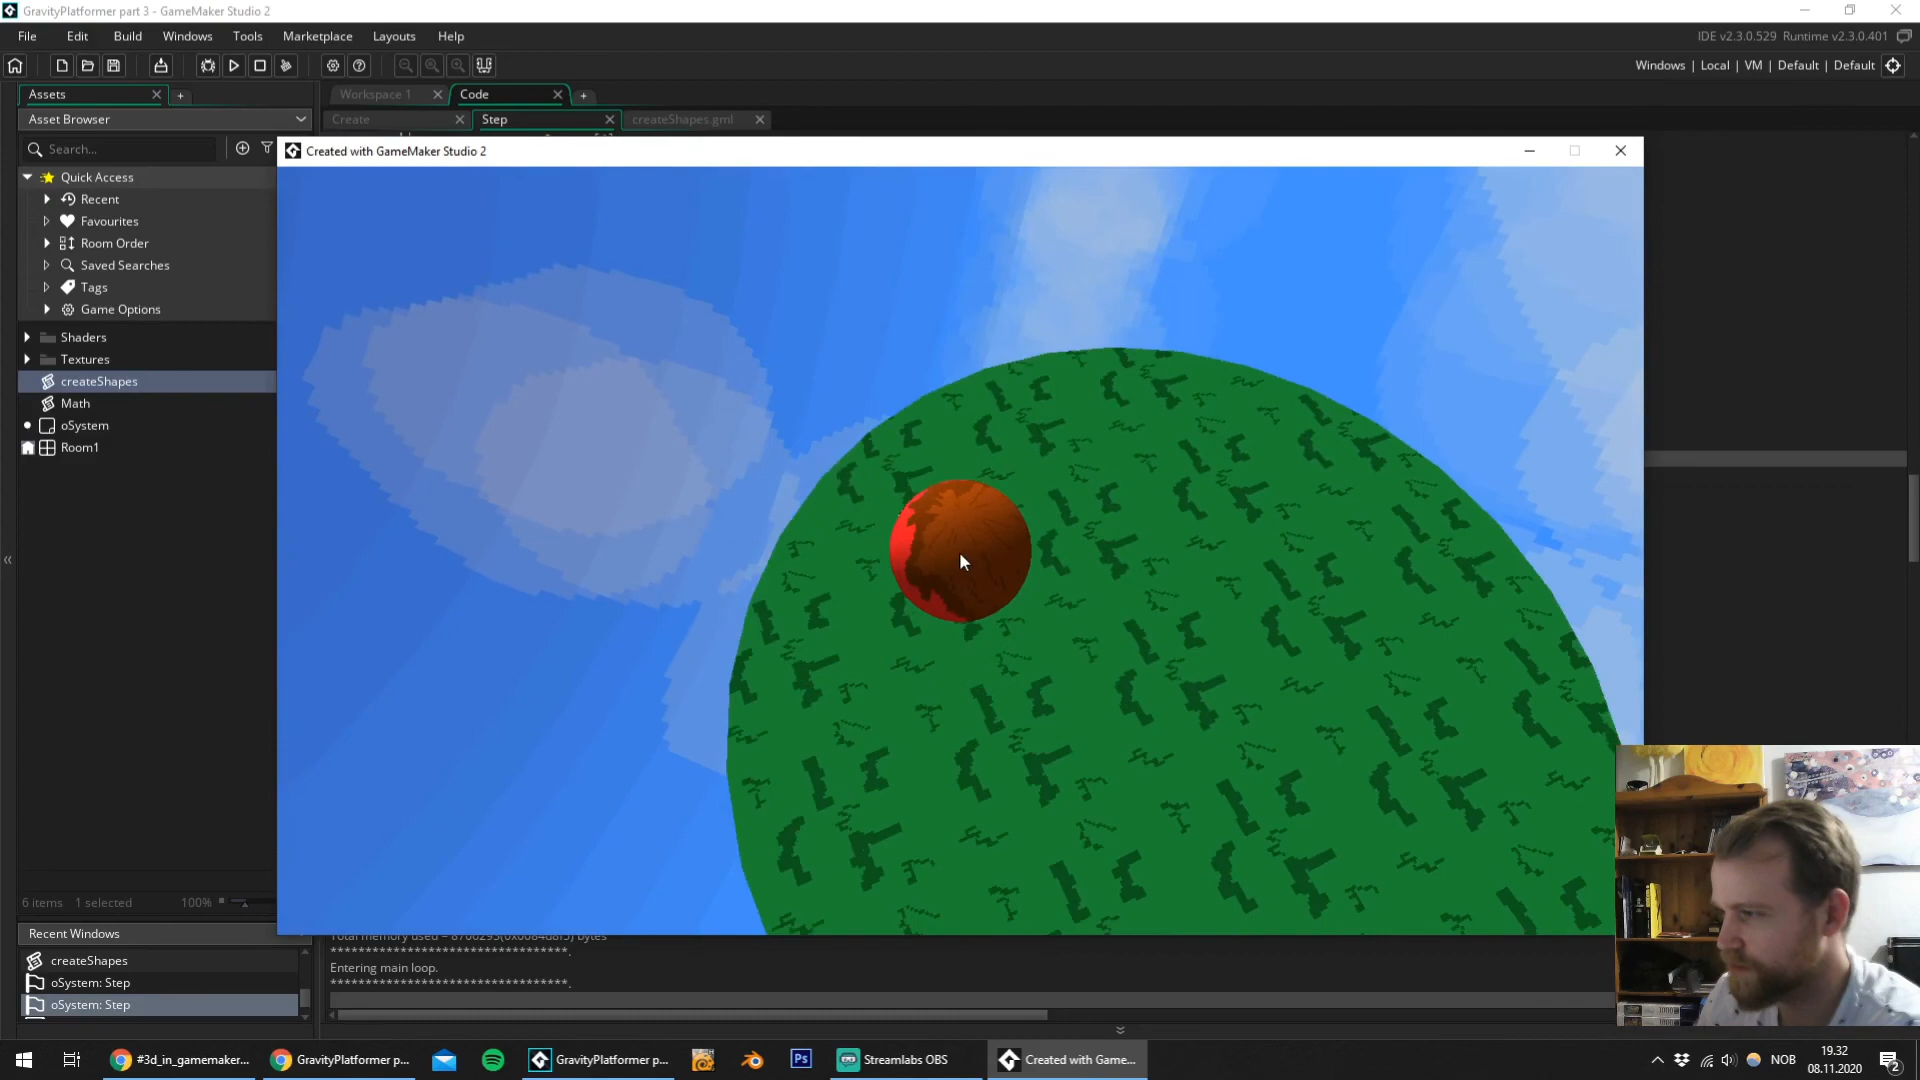 GravityPlatformer part 3 - GameMaker Studio 2
File Edit Build Windows Tools Marketplace Layouts Help
IDE v2.3.0.529 Runtime v2.3.0.401
Windows | Local | VM | Default | Default
Assets
Workspace 1
Code
Asset Browser
Create
Step
createShapes.gml
Search...
Created with GameMaker Studio 2
Quick Access
Recent
Favourites
Room Order
Saved Searches
Tags
Game Options
Shaders
Textures
createShapes
Math
oSystem
Room1
6 items 1 selected 100%
Recent Windows
createShapes
oSystem: Step
oSystem: Step
**********************************.
Entering main loop.
**********************************.
#3d_in_gamemaker...
GravityPlatformer p...
GravityPlatformer p...
Ps
Streamlabs OBS
Created with Game...
NOB
19.32
08.11.2020
2